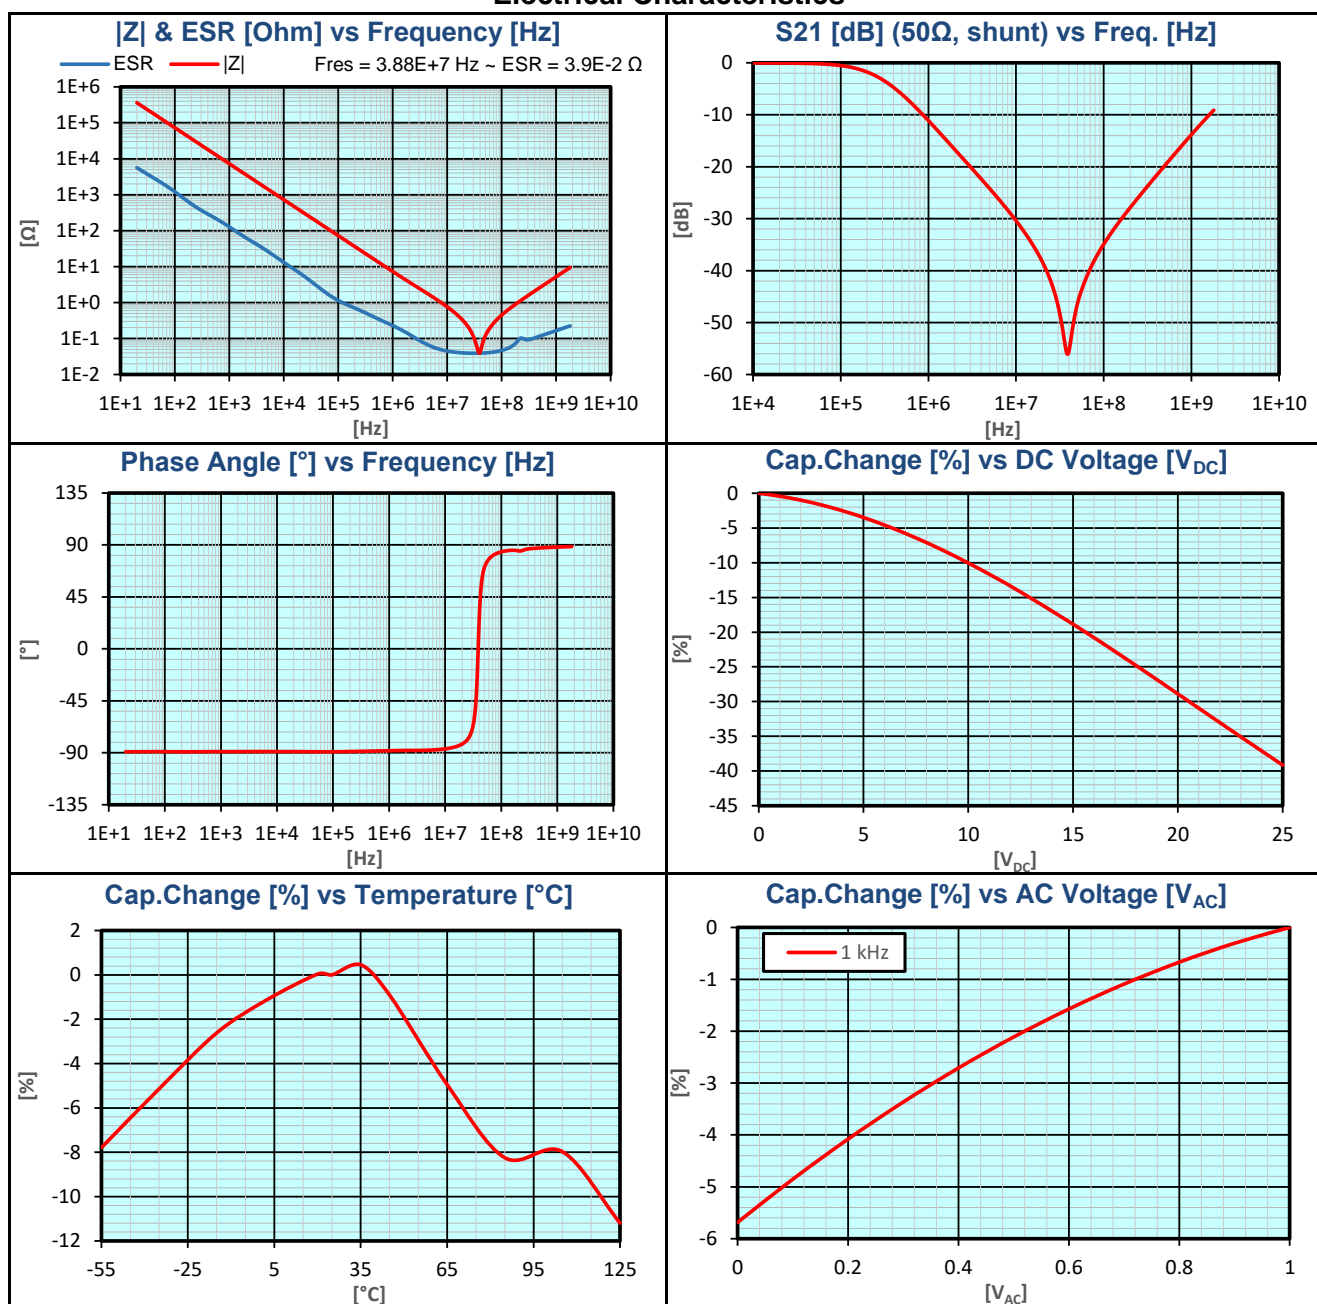 Electrical Characteristics
|Z| & ESR [Ohm] vs Frequency [Hz]
ESR |Z| Fres = 3.88E+7 Hz ~ ESR = 3.9E-2 Ω
1E+6
1E+5
1E+4
1E+3
1E+2
1E+1
1E+0
1E-1
1E-2
[Ω]
1E+1 1E+2 1E+3 1E+4 1E+5 1E+6 1E+7 1E+8 1E+9 1E+10
[Hz]
S21 [dB] (50Ω, shunt) vs Freq. [Hz]
0
-10
-20
-30
-40
-50
-60
[dB]
1E+4 1E+5 1E+6 1E+7 1E+8 1E+9 1E+10
[Hz]
Phase Angle [°] vs Frequency [Hz]
135
90
45
0
-45
-90
-135
[°]
1E+1 1E+2 1E+3 1E+4 1E+5 1E+6 1E+7 1E+8 1E+9 1E+10
[Hz]
Cap.Change [%] vs DC Voltage [VDC]
0
-5
-10
-15
-20
-25
-30
-35
-40
-45
[%]
0 5 10 15 20 25
[VDC]
Cap.Change [%] vs Temperature [°C]
2
0
-2
-4
-6
-8
-10
-12
[%]
-55 -25 5 35 65 95 125
[°C]
Cap.Change [%] vs AC Voltage [VAC]
1 kHz
0
-1
-2
-3
-4
-5
-6
[%]
0 0.2 0.4 0.6 0.8 1
[VAC]